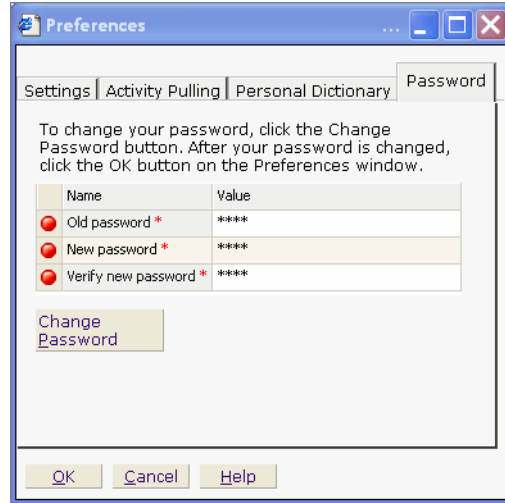 Preferences ...
Settings Activity Pulling Personal Dictionary Password
To change your password, click the Change
Password button. After your password is changed,
click the OK button on the Preferences window.
Name Value
Old password * ****
New password * ****
Verify new password * ****
Change
Password
OK Cancel Help